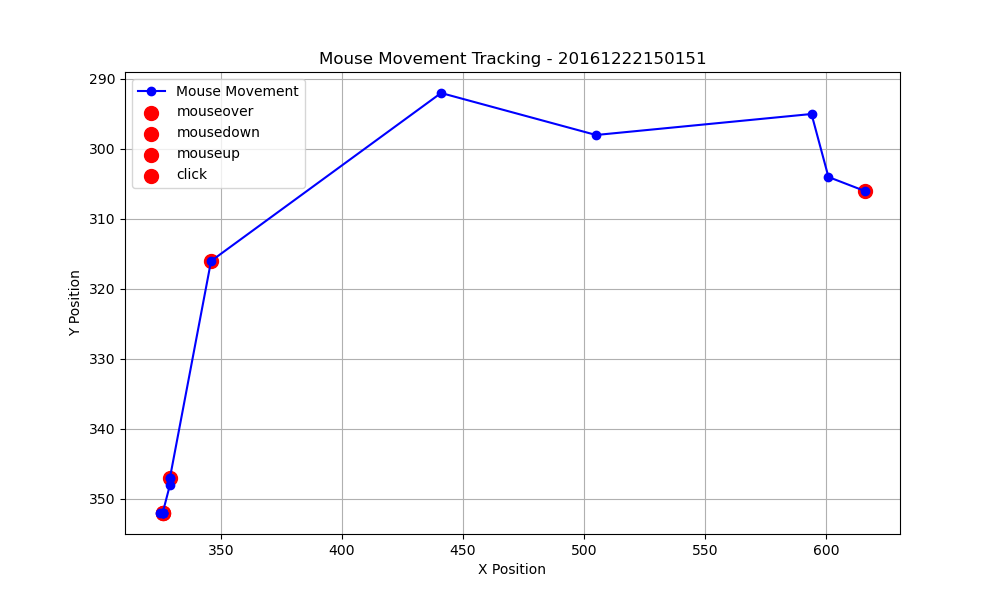 Mouse Movement Tracking - 20161222150151
Mouse Movement
mouseover
mousedown
mouseup
click
290
300
310
320
330
340
350
Y Position
350 400 450 500 550 600
X Position